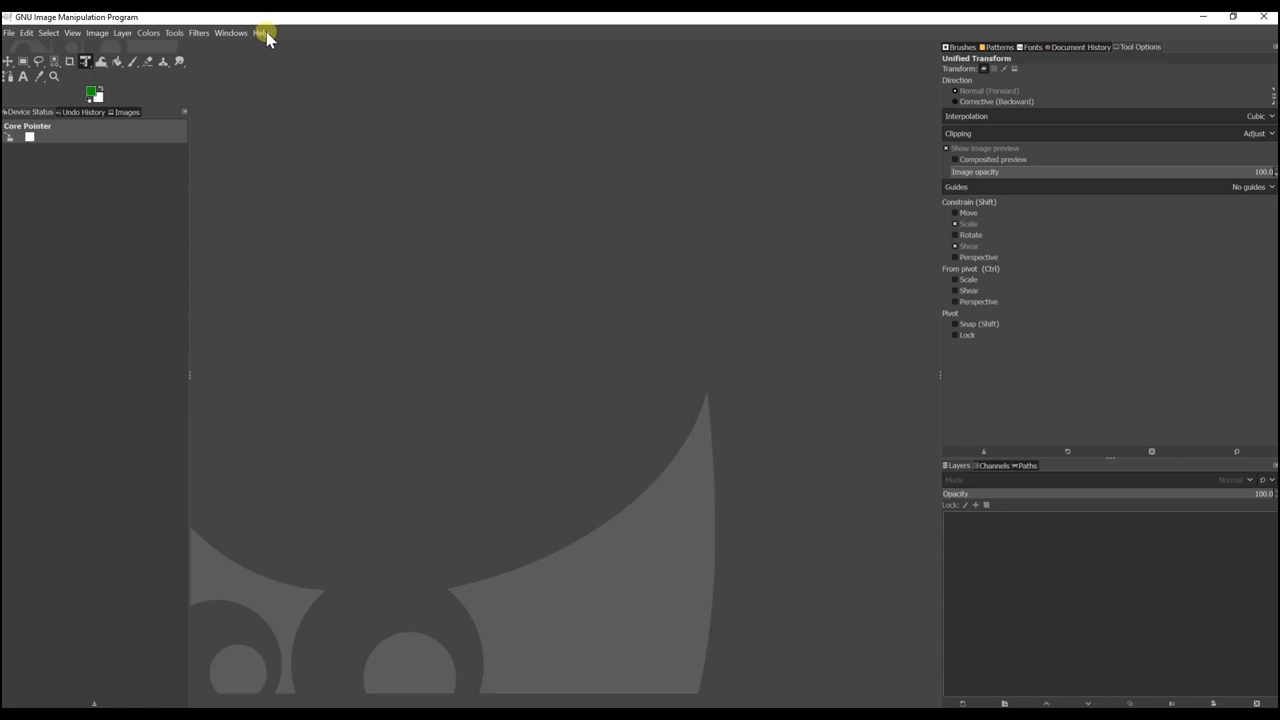 GNU Image Manipulation Program
File Edit Select View Image Layer Colors Tools Filters Windows Help
Brushes Patterns Fonts Document History Tool Options
Unified Transform
Transform:
Direction
Normal (Forward)
Corrective (Backward)
Interpolation Cubic
Clipping Adjust
Show image preview
Composited preview
Image opacity 100.0
Guides No guides
Constrain (Shift)
Move
Scale
Rotate
Shear
Perspective
From pivot (Ctrl)
Scale
Shear
Perspective
Pivot
Snap (Shift)
Lock
Device Status Undo History Images
Core Pointer
Layers Channels Paths
Mode Normal
Opacity 100.0
Lock: